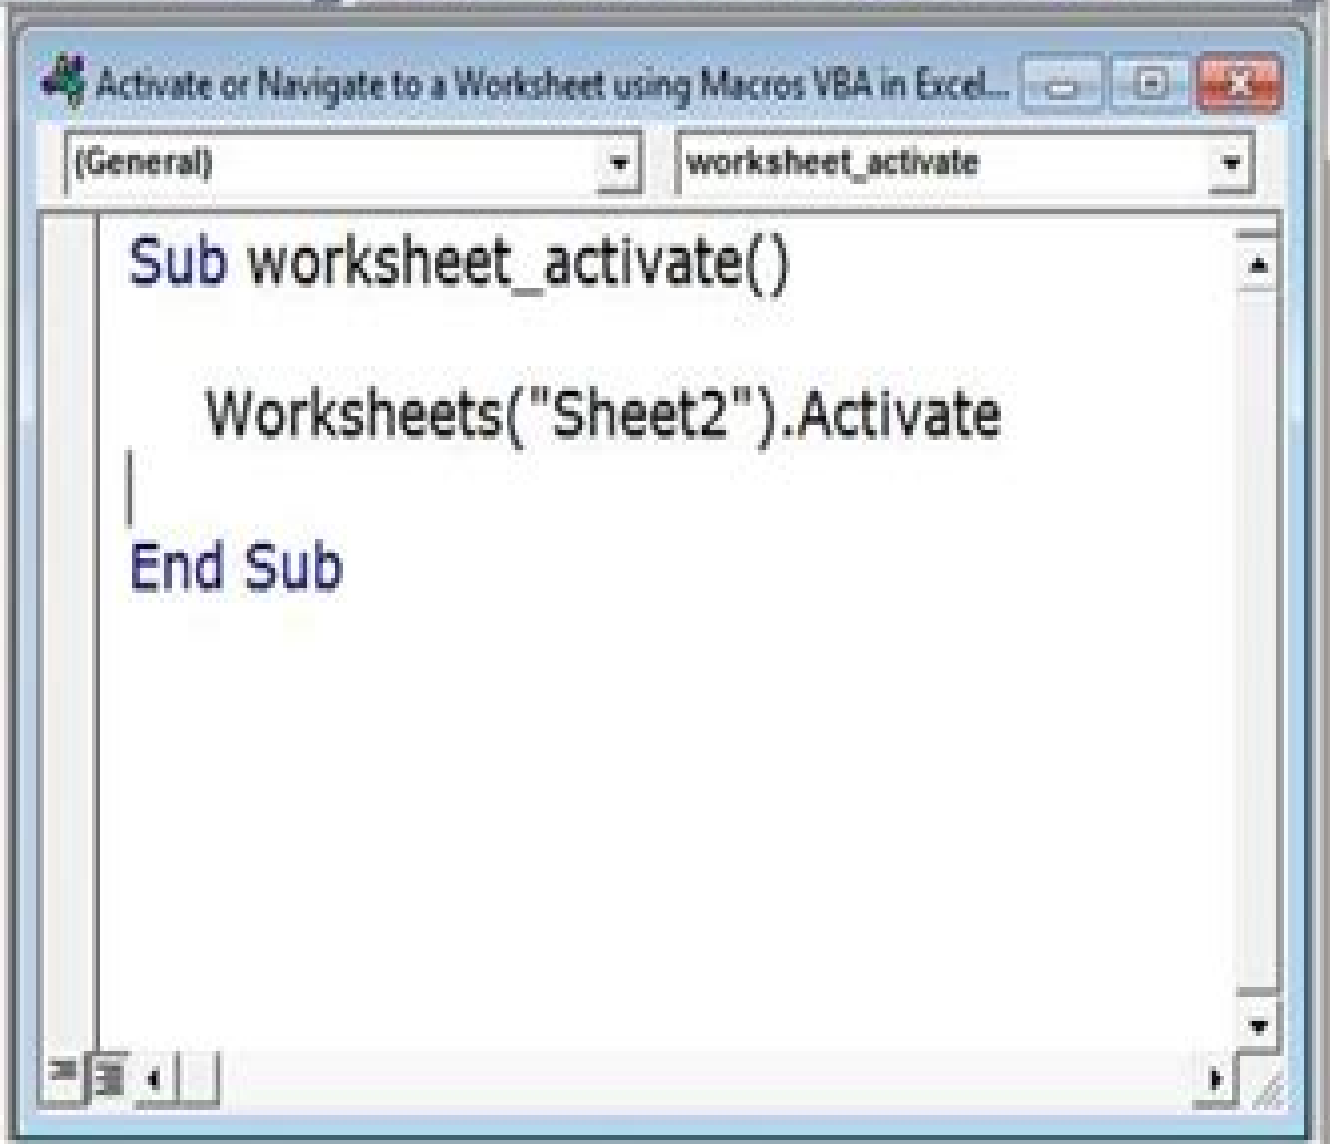 Activate or Navigate to a Worksheet using Macros VBA in Excel...
(General)
worksheet_activate
Sub worksheet_activate()
Worksheets("Sheet2").Activate
End Sub